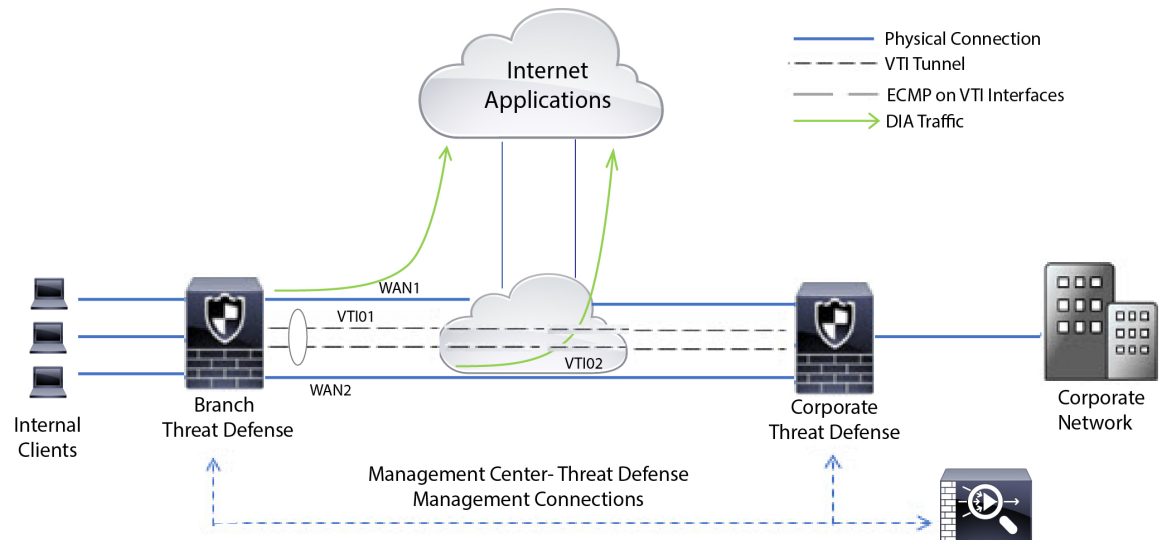 Internet
Applications
Physical Connection
VTI Tunnel
ECMP on VTI Interfaces
DIA Traffic
WAN1
VTI01
VTI02
WAN2
Internal
Clients
Branch
Threat Defense
Corporate
Threat Defense
Corporate
Network
Management Center- Threat Defense
Management Connections